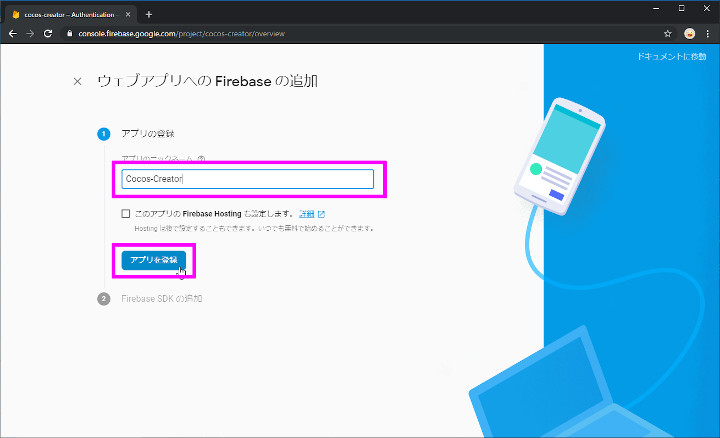 cocos-creator – Authentication –
console.firebase.google.com/project/cocos-creator/overview
ドキュメントに移動
ウェブアプリへの Firebase の追加
1 アプリの登録
アプリのニックネーム
Cocos-Creator
このアプリの Firebase Hosting も設定します。 詳細
Hosting は後で設定することもできます。いつでも無料で始めることができます。
アプリを登録
2 Firebase SDK の追加